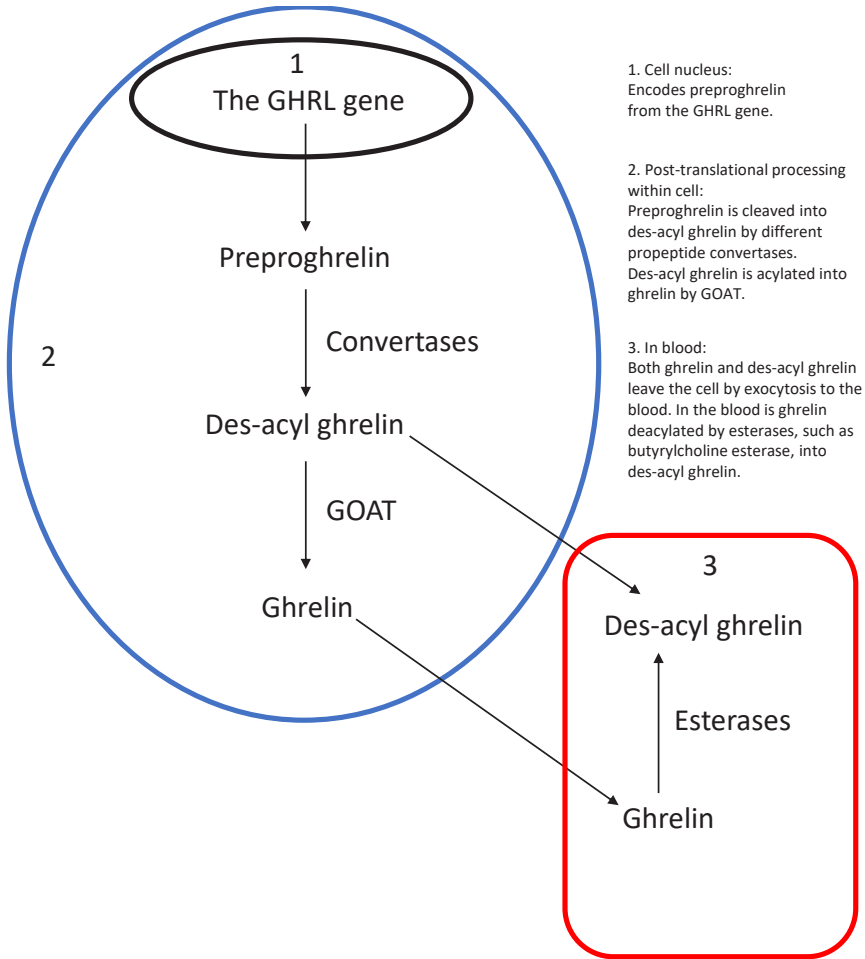 1
The GHRL gene
Preproghrelin
Convertases
2
Des-acyl ghrelin
GOAT
Ghrelin
1. Cell nucleus:
Encodes preproghrelin
from the GHRL gene.
2. Post-translational processing
within cell:
Preproghrelin is cleaved into
des-acyl ghrelin by different
propeptide convertases.
Des-acyl ghrelin is acylated into
ghrelin by GOAT.
3. In blood:
Both ghrelin and des-acyl ghrelin
leave the cell by exocytosis to the
blood. In the blood is ghrelin
deacylated by esterases, such as
butyrylcholine esterase, into
des-acyl ghrelin.
3
Des-acyl ghrelin
Esterases
Ghrelin